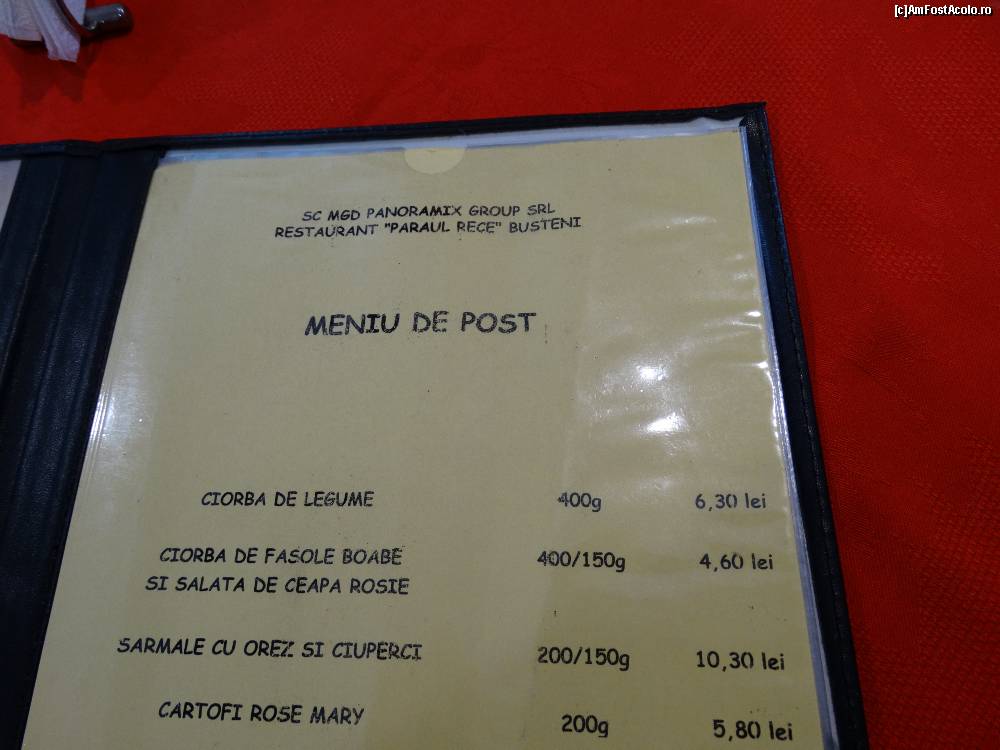 [c]AmFostAcolo.ro
SC MGD PANORAMIX GROUP SRL
RESTAURANT "PARAUL RECE" BUSTENI
MENIU DE POST
CIORBA DE LEGUME 400g 6,30 lei
CIORBA DE FASOLE BOABE 400/150g 4,60 lei
SI SALATA DE CEAPA ROSIE
SARMALE CU OREZ SI CIUPERCI 200/150g 10,30 lei
CARTOFI ROSE MARY 200g 5,80 lei